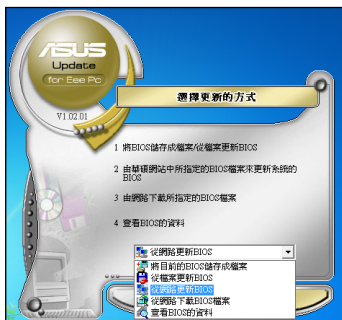 ASUS
Update
for Eee Pc
V1.02.01
選擇更新的方式
1 將BIOS儲存成檔案/從檔案更新BIOS
2 由華碩網站中所指定的BIOS檔案來更新系統的
BIOS
3 由網路下載所指定的BIOS檔案
4 查看BIOS的資料
從網路更新BIOS
將目前的BIOS儲存成檔案
從檔案更新BIOS
從網路更新BIOS
從網路下載BIOS檔案
查看BIOS的資料